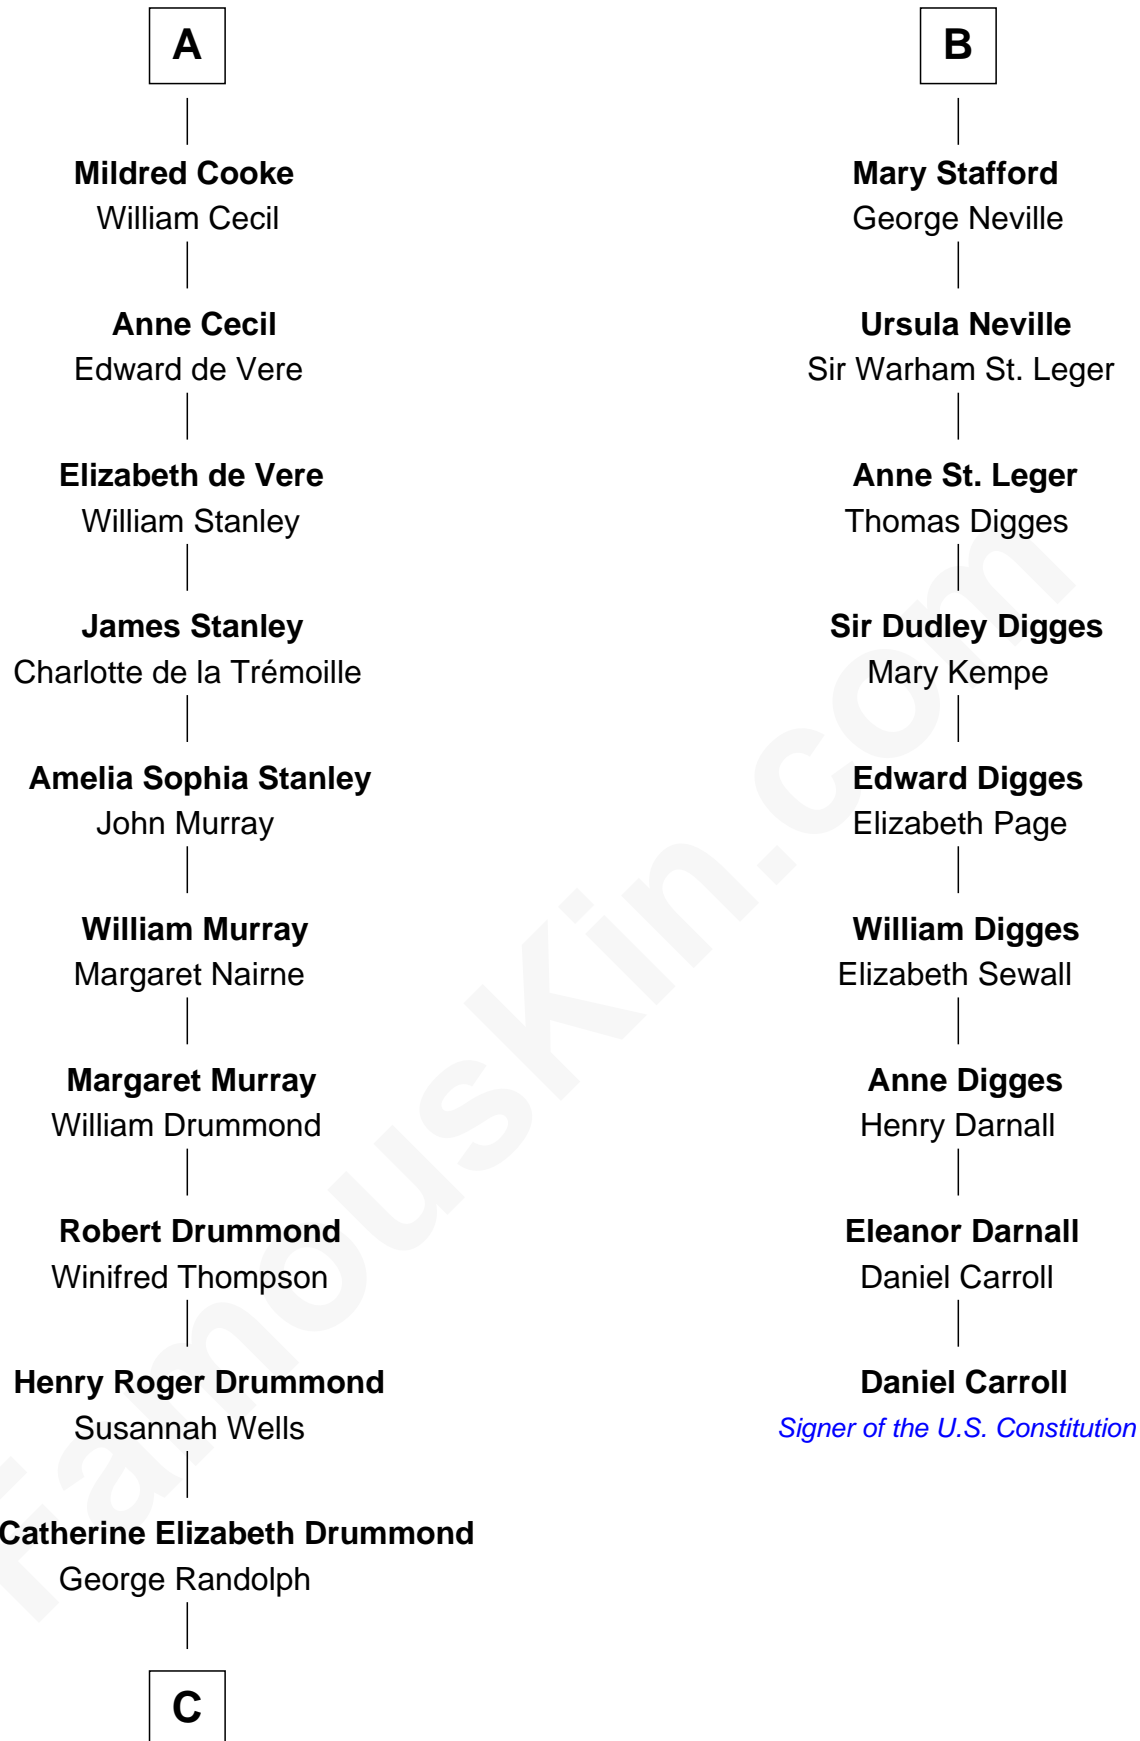 A
Mildred Cooke
William Cecil
Anne Cecil
Edward de Vere
Elizabeth de Vere
William Stanley
James Stanley
Charlotte de la Trémoille
Amelia Sophia Stanley
John Murray
William Murray
Margaret Nairne
Margaret Murray
William Drummond
Robert Drummond
Winifred Thompson
Henry Roger Drummond
Susannah Wells
Catherine Elizabeth Drummond
George Randolph
C
B
Mary Stafford
George Neville
Ursula Neville
Sir Warham St. Leger
Anne St. Leger
Thomas Digges
Sir Dudley Digges
Mary Kempe
Edward Digges
Elizabeth Page
William Digges
Elizabeth Sewall
Anne Digges
Henry Darnall
Eleanor Darnall
Daniel Carroll
Daniel Carroll
Signer of the U.S. Constitution
FamousKin.com